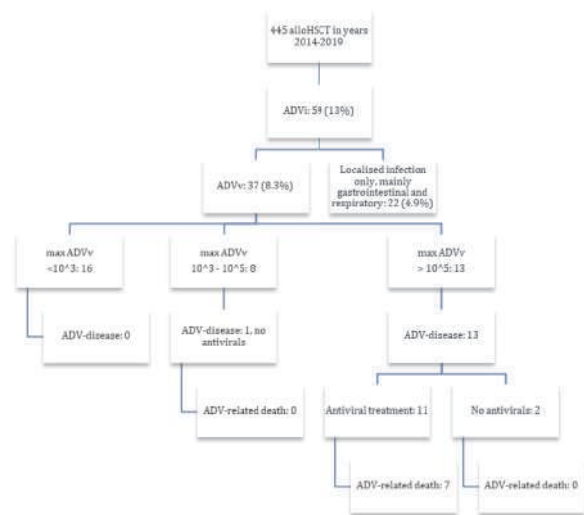 445 alloHSCT in years
2014-2019
ADVi: 59 (13%)
ADVv: 37 (8.3%)
Localised infection
only, mainly
gastrointestinal and
respiratory: 22 (4.9%)
max ADVv
<10^3: 16
max ADVv
10^3 - 10^5: 8
max ADVv
> 10^5: 13
ADV-disease: 0
ADV-disease: 1, no
antivirals
ADV-disease: 13
ADV-related death: 0
Antiviral treatment: 11
No antivirals: 2
ADV-related death: 7
ADV-related death: 0